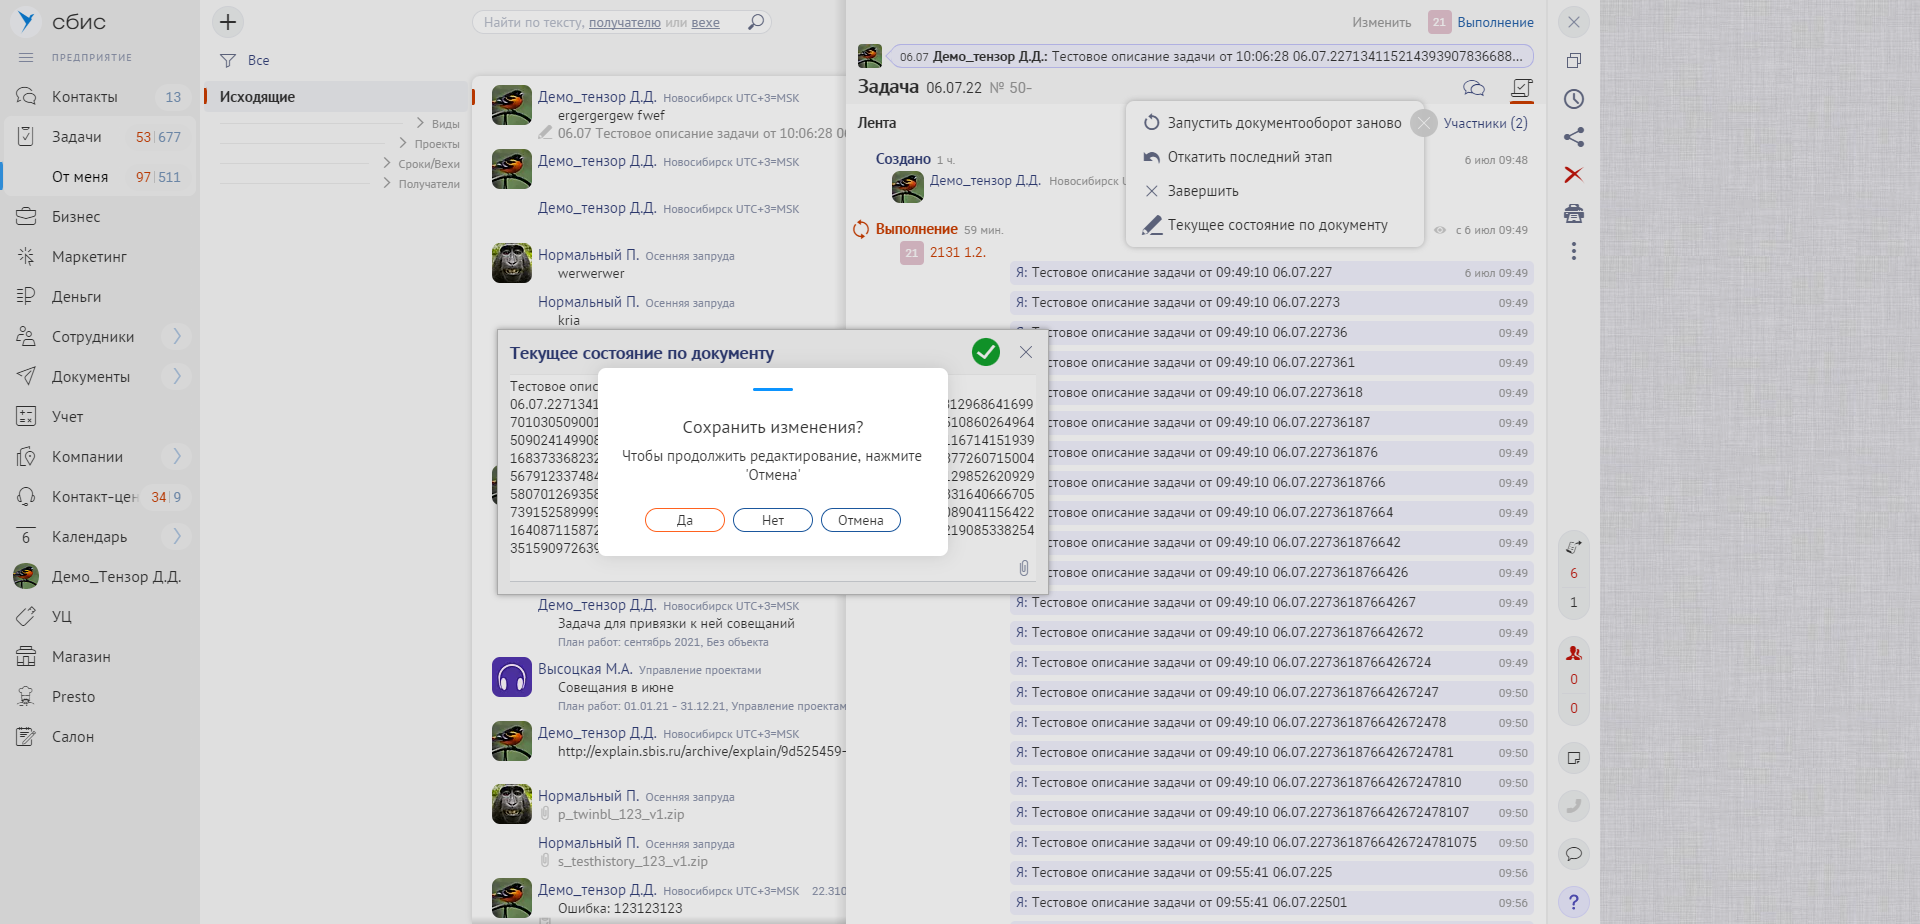 сбис
ПРЕДПРИЯТИЕ
Контакты 13
Задачи 53 677
От меня 97 511
Бизнес
Маркетинг
Деньги
Сотрудники
Документы
Учет
Компании
Контакт-цен 34 9
6 Календарь
Демо_Тензор Д.Д.
УЦ
Магазин
Presto
Салон
Все
Исходящие
Виды
Проекты
Сроки/Вехи
Получатели
Найти по тексту, получателю или вехе
Демо_тензор Д.Д. Новосибирск UTC+3=MSK
ergergergew fwef
06.07 Тестовое описание задачи от 10:06:28
Демо_тензор Д.Д. Новосибирск UTC+3=MSK
Демо_тензор Д.Д. Новосибирск UTC+3=MSK
Нормальный П. Осенняя запруда
werwerwer
Нормальный П. Осенняя запруда
kria
Демо_тензор Д.Д. Новосибирск UTC+3=MSK
Задача для привязки к ней совещаний
План работ: сентябрь 2021, Без объекта
Высоцкая М.А. Управление проектами
Совещания в июне
План работ: 01.01.21 - 31.12.21, Управление проектам
Демо_тензор Д.Д. Новосибирск UTC+3=MSK
http://explain.sbis.ru/archive/explain/9d525459-
Нормальный П. Осенняя запруда
p_twinbl_123_v1.zip
Нормальный П. Осенняя запруда
s_testhistory_123_v1.zip
Демо_тензор Д.Д. Новосибирск UTC+3=MSK 22.310
Ошибка: 123123123
Изменить 21 Выполнение
06.07 Демо_тензор Д.Д.: Тестовое описание задачи от 10:06:28 06.07.2271341152143939078366​88...
Задача 06.07.22 № 50-
Лента
Участники (2)
Запустить документооборот заново
Откатить последний этап
Завершить
Текущее состояние по документу
Создано 1 ч. 6 июл 09:48
Демо_тензор Д.Д. Новосибирск
Выполнение 59 мин. с 6 июл 09:49
21 2131 1.2.
Я: Тестовое описание задачи от 09:49:10 06.07.227 6 июл 09:49
Я: Тестовое описание задачи от 09:49:10 06.07.2273 09:49
Я: Тестовое описание задачи от 09:49:10 06.07.22736 09:49
стовое описание задачи от 09:49:10 06.07.227361 09:49
стовое описание задачи от 09:49:10 06.07.2273618 09:49
стовое описание задачи от 09:49:10 06.07.22736187 09:49
стовое описание задачи от 09:49:10 06.07.227361876 09:49
стовое описание задачи от 09:49:10 06.07.2273618766 09:49
стовое описание задачи от 09:49:10 06.07.22736187664 09:49
стовое описание задачи от 09:49:10 06.07.227361876642 09:49
стовое описание задачи от 09:49:10 06.07.2273618766426 09:49
Я: Тестовое описание задачи от 09:49:10 06.07.22736187664267 09:49
Я: Тестовое описание задачи от 09:49:10 06.07.227361876642672 09:49
Я: Тестовое описание задачи от 09:49:10 06.07.2273618766426724 09:49
Я: Тестовое описание задачи от 09:49:10 06.07.22736187664267247 09:50
Я: Тестовое описание задачи от 09:49:10 06.07.227361876642672478 09:50
Я: Тестовое описание задачи от 09:49:10 06.07.2273618766426724781 09:50
Я: Тестовое описание задачи от 09:49:10 06.07.22736187664267247810 09:50
Я: Тестовое описание задачи от 09:49:10 06.07.227361876642672478107 09:50
Я: Тестовое описание задачи от 09:49:10 06.07.22736187664267247​81075 09:50
Я: Тестовое описание задачи от 09:55:41 06.07.225 09:56
Я: Тестовое описание задачи от 09:55:41 06.07.22501 09:56
Текущее состояние по документу
Тестовое опис
06.07.2271341 312968641699
701030509001 510860264964
509024149908 116714151939
168373368232 877260715004
567912337484 129852620929
580701269358 331640666705
739152589999 089041156422
164087115872 219085338254
351590972639
Сохранить изменения?
Чтобы продолжить редактирование, нажмите
'Отмена'
Да Нет Отмена
6
1
0
0
?